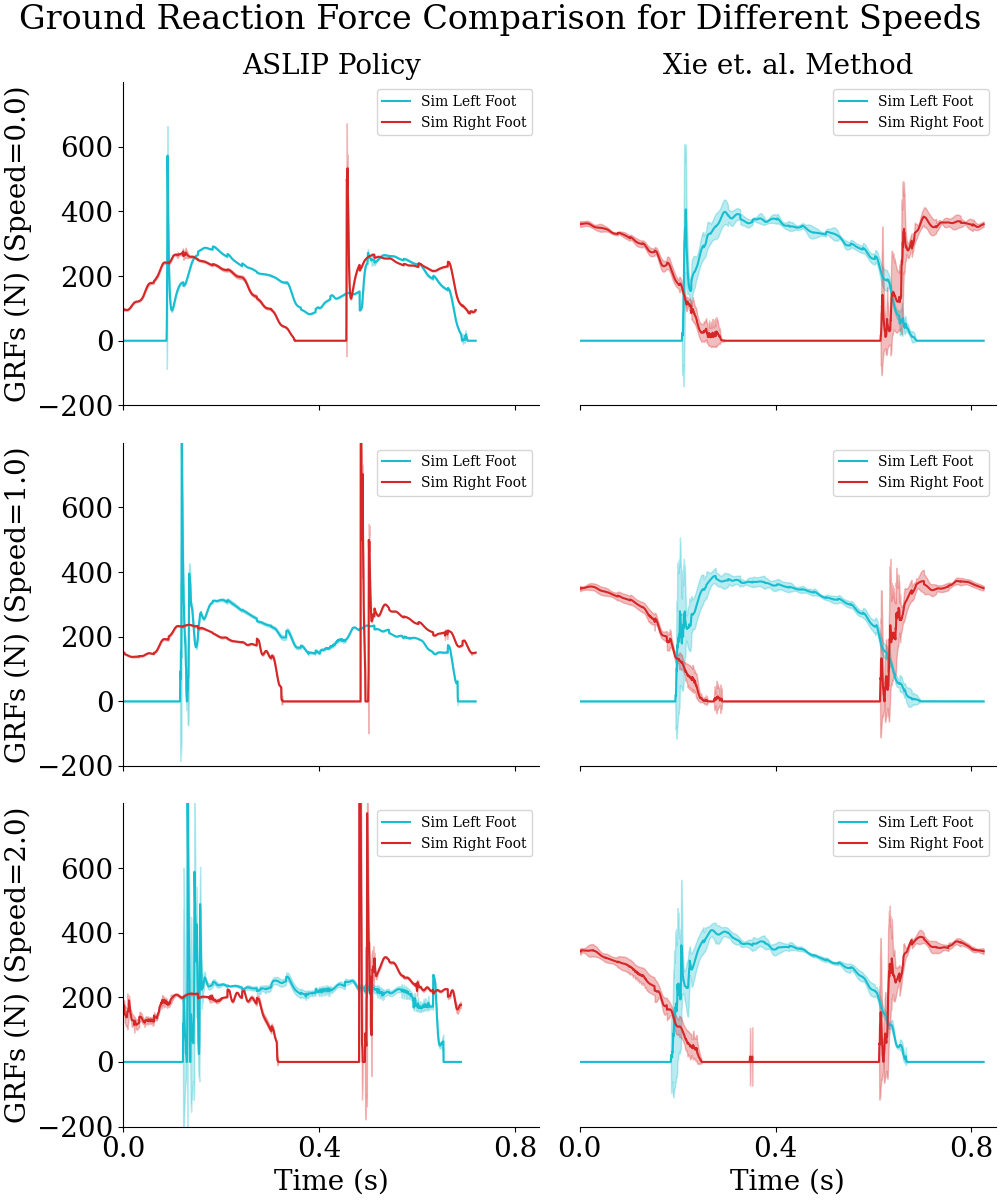 Ground Reaction Force Comparison for Different Speeds
ASLIP Policy
Xie et. al. Method
GRFs (N) (Speed=0.0)
600
400
200
0
−200
Sim Left Foot
Sim Right Foot
Sim Left Foot
Sim Right Foot
GRFs (N) (Speed=1.0)
600
400
200
0
−200
Sim Left Foot
Sim Right Foot
Sim Left Foot
Sim Right Foot
GRFs (N) (Speed=2.0)
600
400
200
0
−200
Sim Left Foot
Sim Right Foot
Sim Left Foot
Sim Right Foot
0.0 0.4 0.8
0.0 0.4 0.8
Time (s)
Time (s)